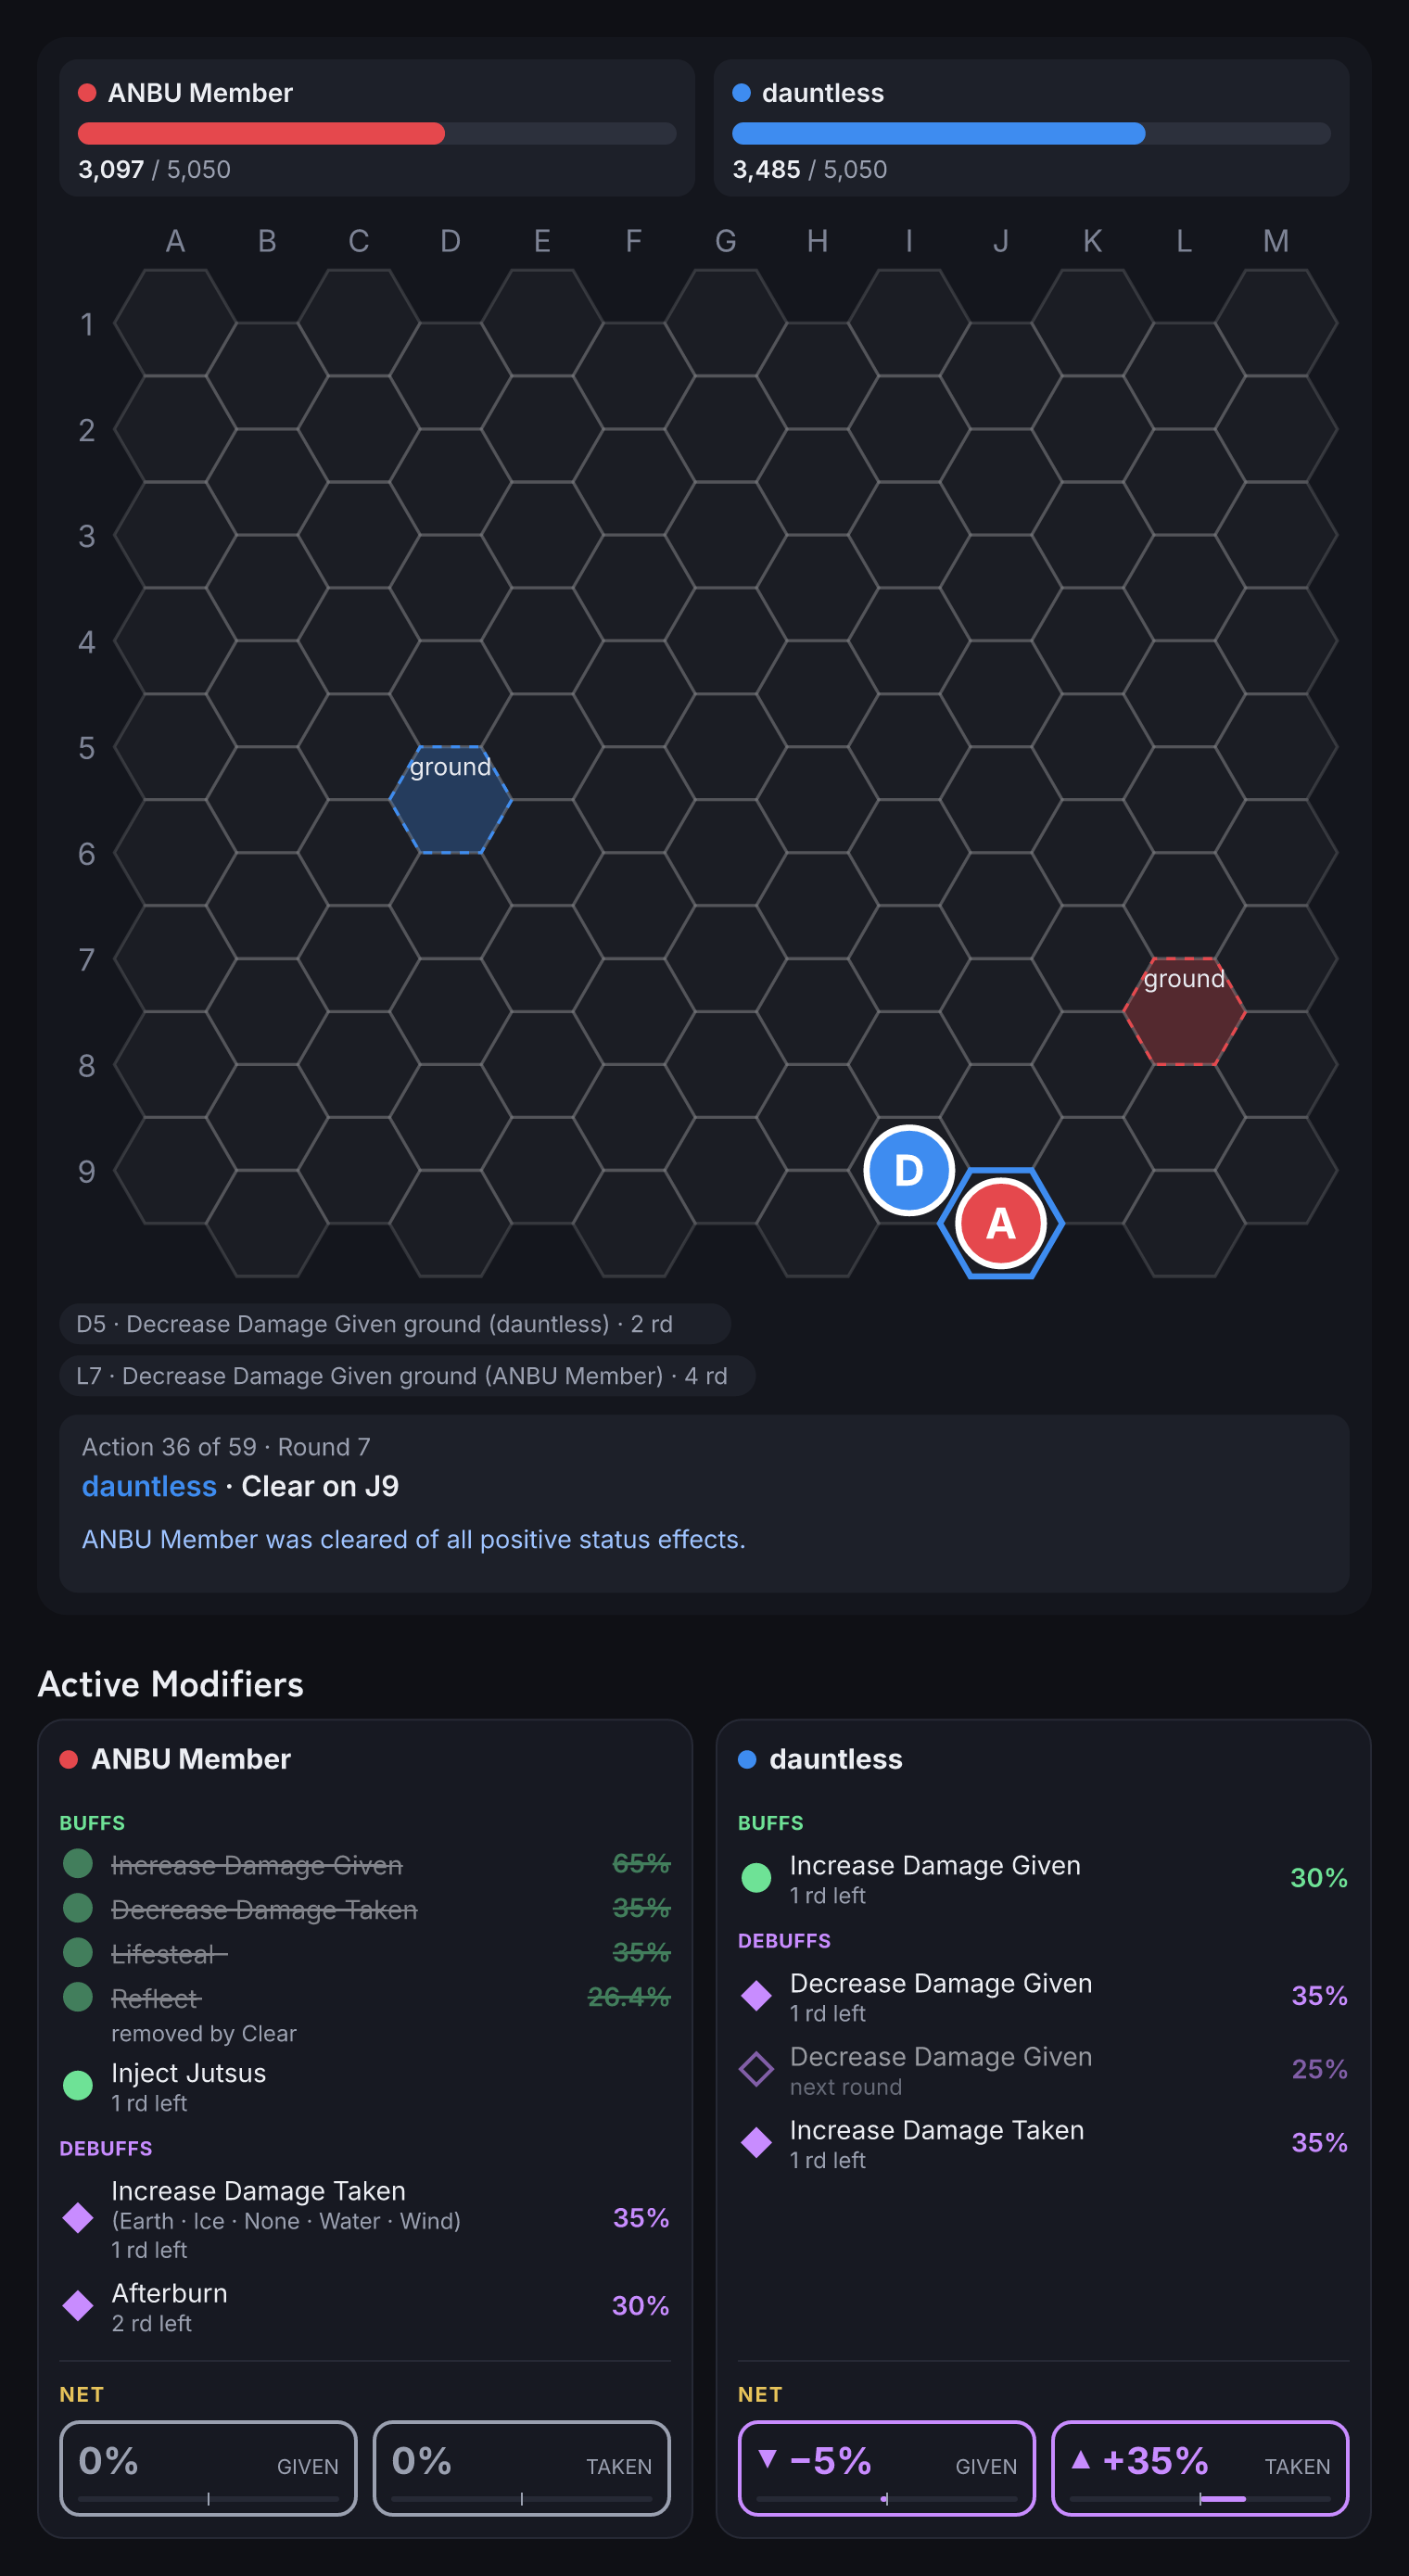 ANBU Member
3,097 / 5,050
dauntless
3,485 / 5,050
A B C D E F G H I J K L M
1
2
3
4
5
ground
6
7
ground
8
9
D
A
D5 · Decrease Damage Given ground (dauntless) · 2 rd
L7 · Decrease Damage Given ground (ANBU Member) · 4 rd
Action 36 of 59 · Round 7
dauntless · Clear on J9
ANBU Member was cleared of all positive status effects.
Active Modifiers
ANBU Member
BUFFS
Increase Damage Given 65%
Decrease Damage Taken 35%
Lifesteal 35%
Reflect 26.4%
removed by Clear
Inject Jutsus
1 rd left
DEBUFFS
Increase Damage Taken
(Earth · Ice · None · Water · Wind) 35%
1 rd left
Afterburn 30%
2 rd left
NET
0% GIVEN
0% TAKEN
dauntless
BUFFS
Increase Damage Given 30%
1 rd left
DEBUFFS
Decrease Damage Given 35%
1 rd left
Decrease Damage Given 25%
next round
Increase Damage Taken 35%
1 rd left
NET
▼ −5% GIVEN
▲ +35% TAKEN